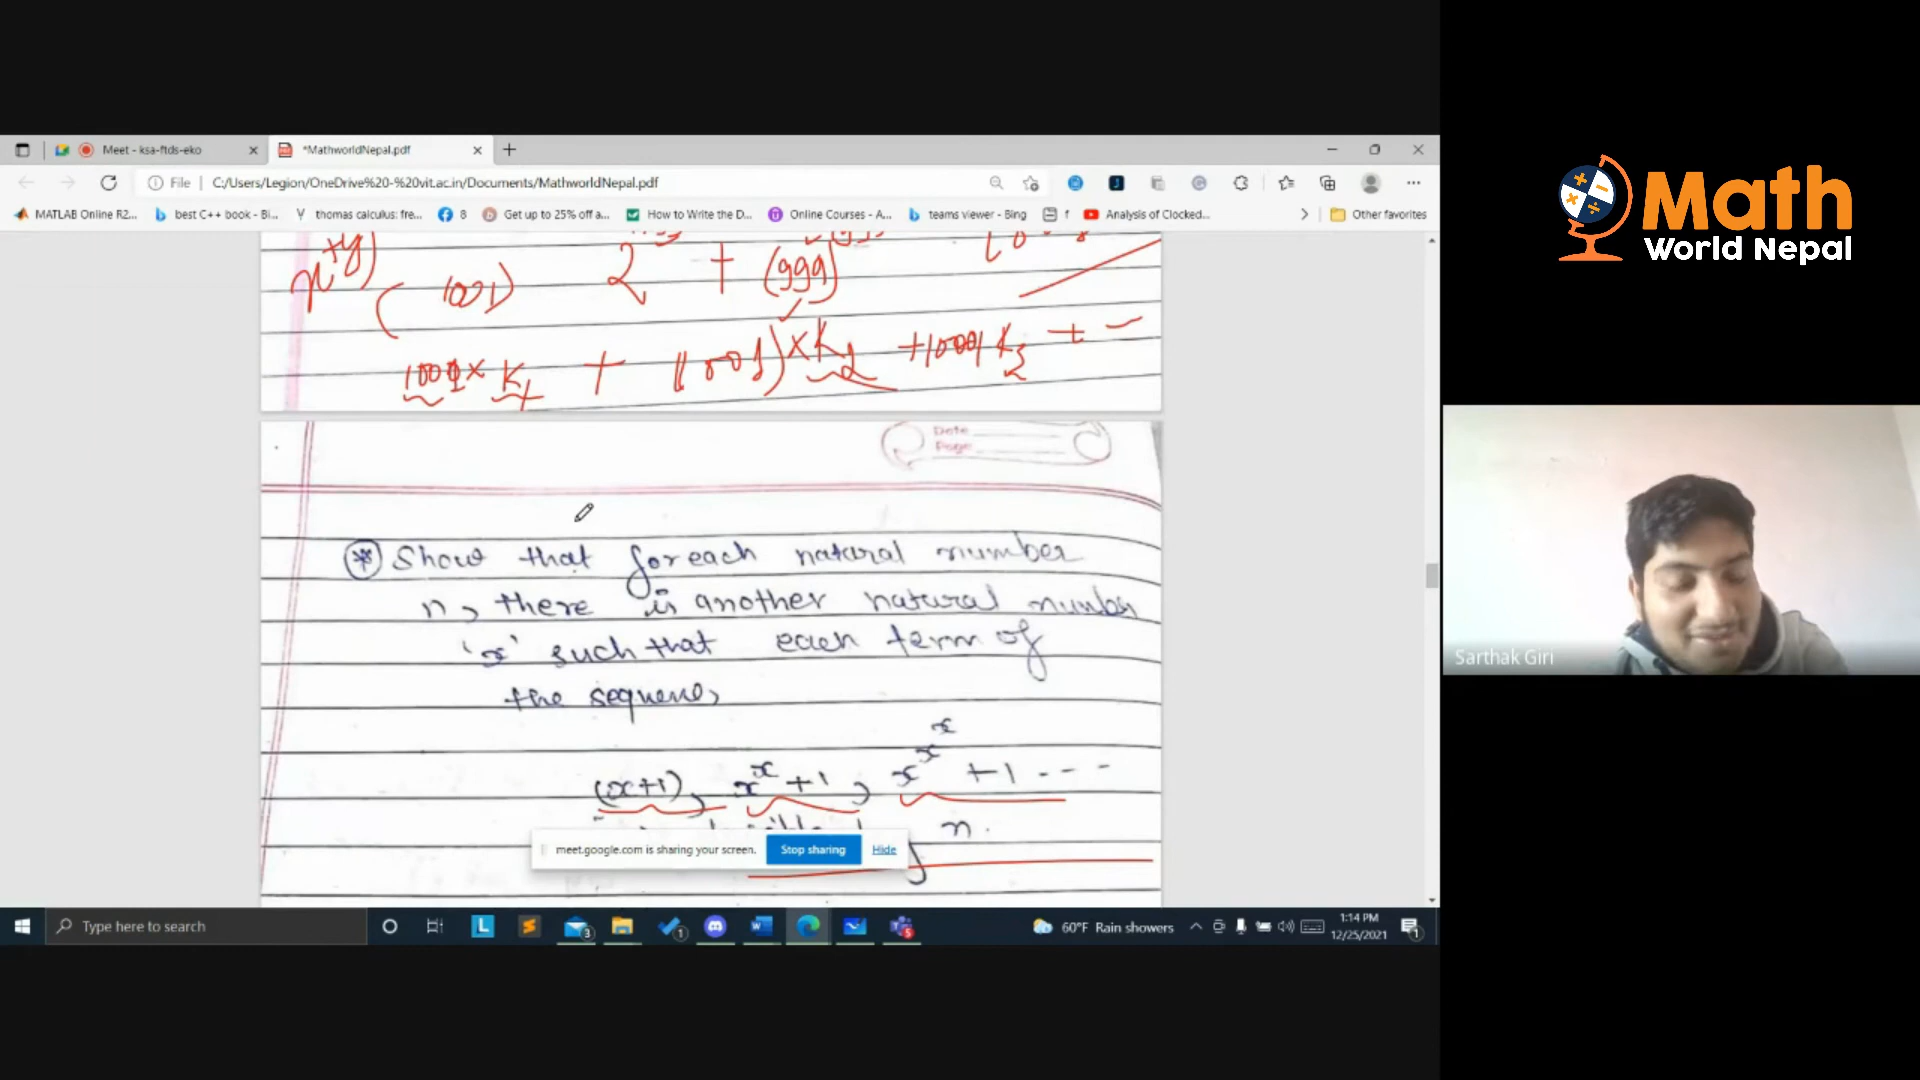 Meet - ksa-ftds-eko
*MathworldNepal.pdf
File | C:/Users/Legion/OneDrive%20-%20vit.ac.in/Documents/MathworldNepal.pdf
MATLAB Online R2...
best C++ book - Bi...
thomas calculus: fre...
8
Get up to 25% off a...
How to Write the D...
Online Courses - A...
teams viewer - Bing
f
Analysis of Clocked...
Other favorites
(1001) 2 + (999)
1001 × K1 + (1001) × K2 + 1001 K3 + -
Date
Page
* Show that for each natural number
n, there is another natural number
'x' such that each term of
the sequence,
(x+1), x^x+1, x^x^x +1 ---
n.
meet.google.com is sharing your screen.
Stop sharing
Hide
Type here to search
3
1
5
60°F Rain showers
1:14 PM
12/25/2021
1
Math
World Nepal
Sarthak Giri